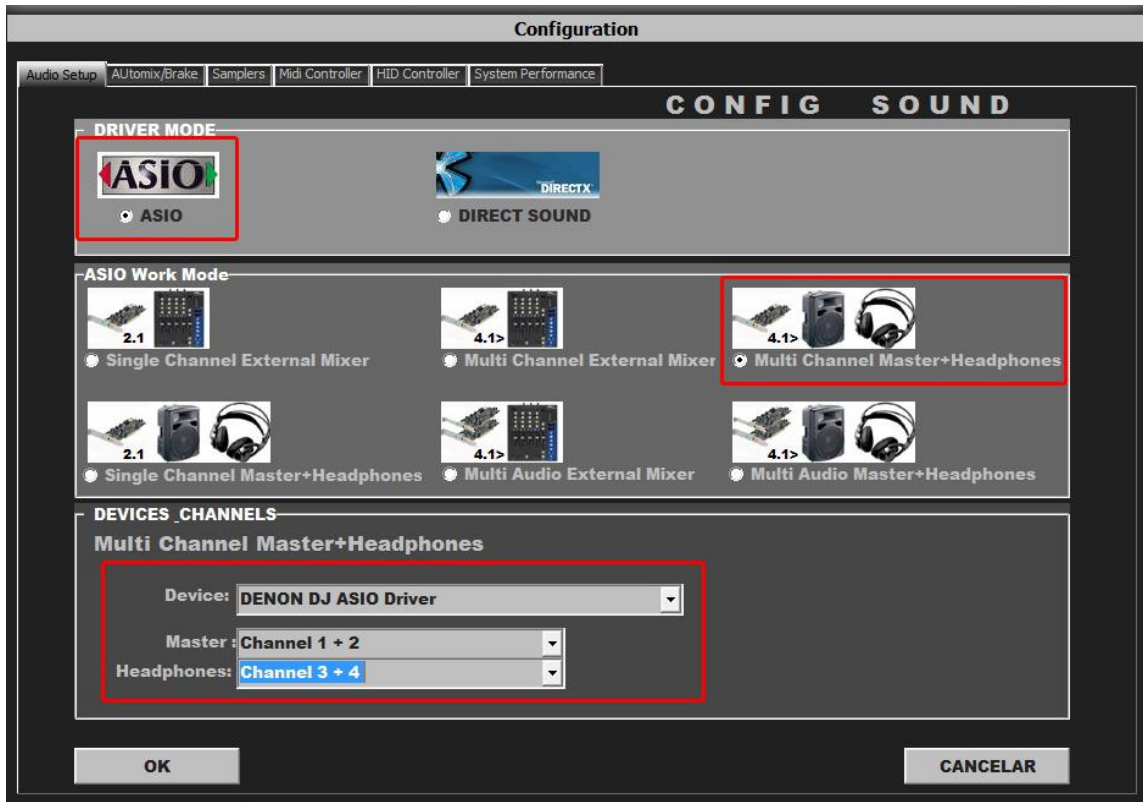 Configuration
Audio Setup AUtomix/Brake Samplers Midi Controller HID Controller System Performance
CONFIG SOUND
DRIVER MODE
ASIO
DIRECTX
ASIO DIRECT SOUND
ASIO Work Mode
2.1 4.1> 4.1>
Single Channel External Mixer Multi Channel External Mixer Multi Channel Master+Headphones
2.1 4.1> 4.1>
Single Channel Master+Headphones Multi Audio External Mixer Multi Audio Master+Headphones
DEVICES_CHANNELS
Multi Channel Master+Headphones
Device: DENON DJ ASIO Driver
Master : Channel 1 + 2
Headphones: Channel 3 + 4
OK CANCELAR